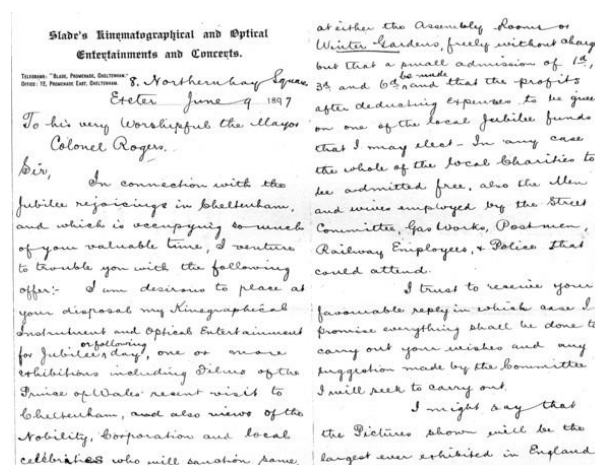 Slade's Kinematographical and Optical
Entertainments and Concerts.
TELEGRAMS: "SLADE, PROMENADE, CHELTENHAM."
OFFICE: 12, PROMENADE EAST, CHELTENHAM.
8, Northernhay Square,
Exeter June 9 1897
To his very Worshipful the Mayor
Colonel Rogers.
Sir,
In connection with the
Jubilee rejoicings in Cheltenham,
and which is occupying so much
of your valuable time, I venture
to trouble you with the following
offer:- I am desirous to place at
your disposal my Kinegraphical
Instrument and Optical Entertainment
or following
for Jubilee day, one or more
exhibitions including Films of the
Prince of Wales' resent visit to
Cheltenham, and also views of the
Nobility, Corporation and local
celebrities who will sanction same,
at either the Assembly Rooms or
Winter Gardens, freely without charge
but that a small admission of 1d,
be made
3d and 6d and that the profits
after deducting expenses to be given
on one of the local Jubilee funds
that I may elect - In any case
the whole of the local Charities to
be admitted free, also the Men
and wives employed by the Street
Committee, Gas Works, Postmen,
Railway Employees, & Police that
could attend.
I trust to receive your
favourable reply in which case I
promise everything shall be done to
carry out your wishes and any
suggestion made by the Committee
I will seek to carry out.
I might say that
the Pictures shown will be the
largest ever exhibited in England